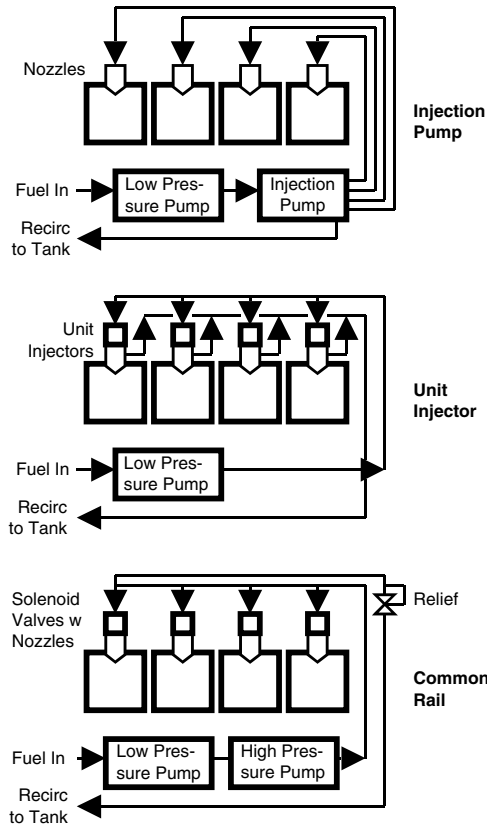 Nozzles
Injection
Pump
Fuel In
Low Pres-
sure Pump
Injection
Pump
Recirc
to Tank
Unit
Injectors
Unit
Injector
Fuel In
Low Pres-
sure Pump
Recirc
to Tank
Solenoid
Valves w
Nozzles
Relief
Common
Rail
Fuel In
Low Pres-
sure Pump
High Pres-
sure Pump
Recirc
to Tank